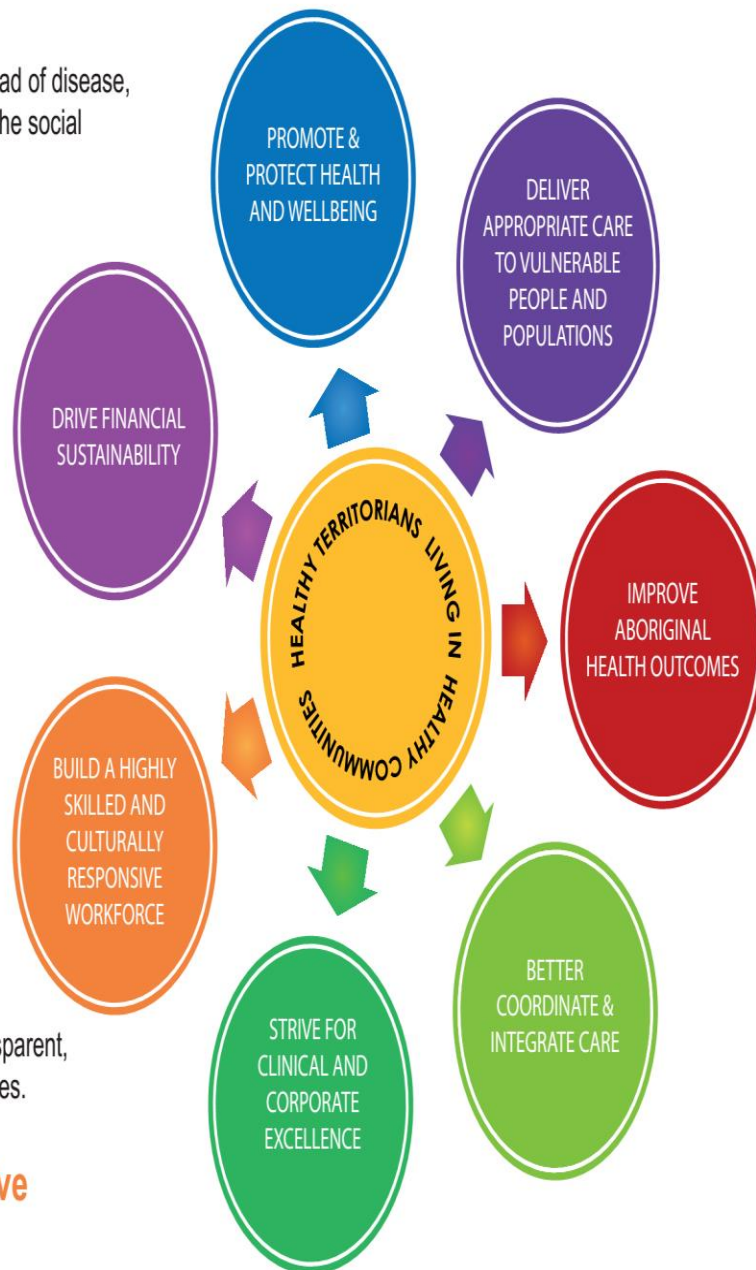 ad of disease,
he social
PROMOTE &
PROTECT HEALTH
AND WELLBEING
DELIVER
APPROPRIATE CARE
TO VULNERABLE
PEOPLE AND
POPULATIONS
DRIVE FINANCIAL
SUSTAINABILITY
HEALTHY TERRITORIANS LIVING IN HEALTHY COMMUNITIES
IMPROVE
ABORIGINAL
HEALTH OUTCOMES
BUILD A HIGHLY
SKILLED AND
CULTURALLY
RESPONSIVE
WORKFORCE
BETTER
COORDINATE &
INTEGRATE CARE
STRIVE FOR
CLINICAL AND
CORPORATE
EXCELLENCE
sparent,
es.
ve